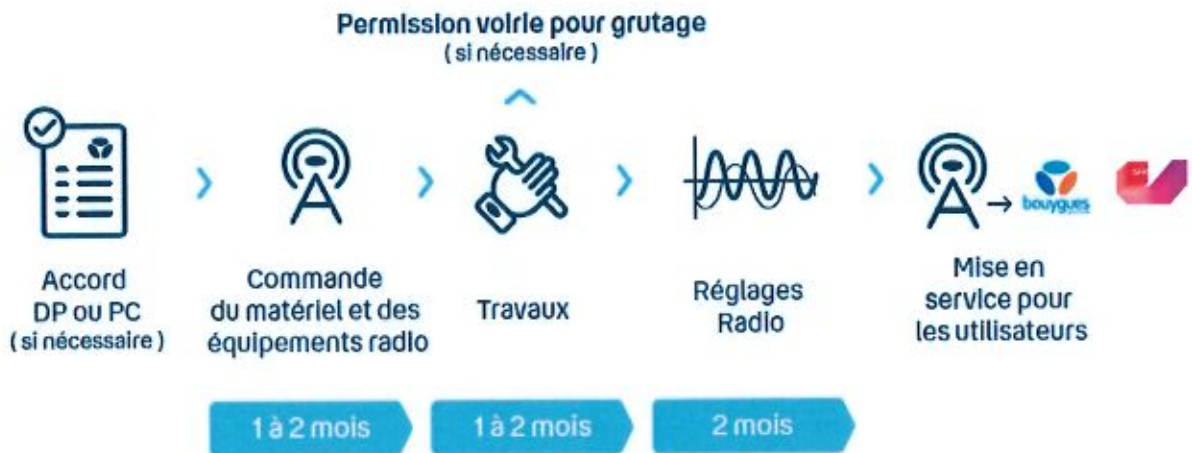 Permission voirie pour grutage
( si nécessaire )
Accord
DP ou PC
( si nécessaire )
Commande
du matériel et des
équipements radio
Travaux
Réglages
Radio
bouygues
SFR
Mise en
service pour
les utilisateurs
1 à 2 mois
1 à 2 mois
2 mois